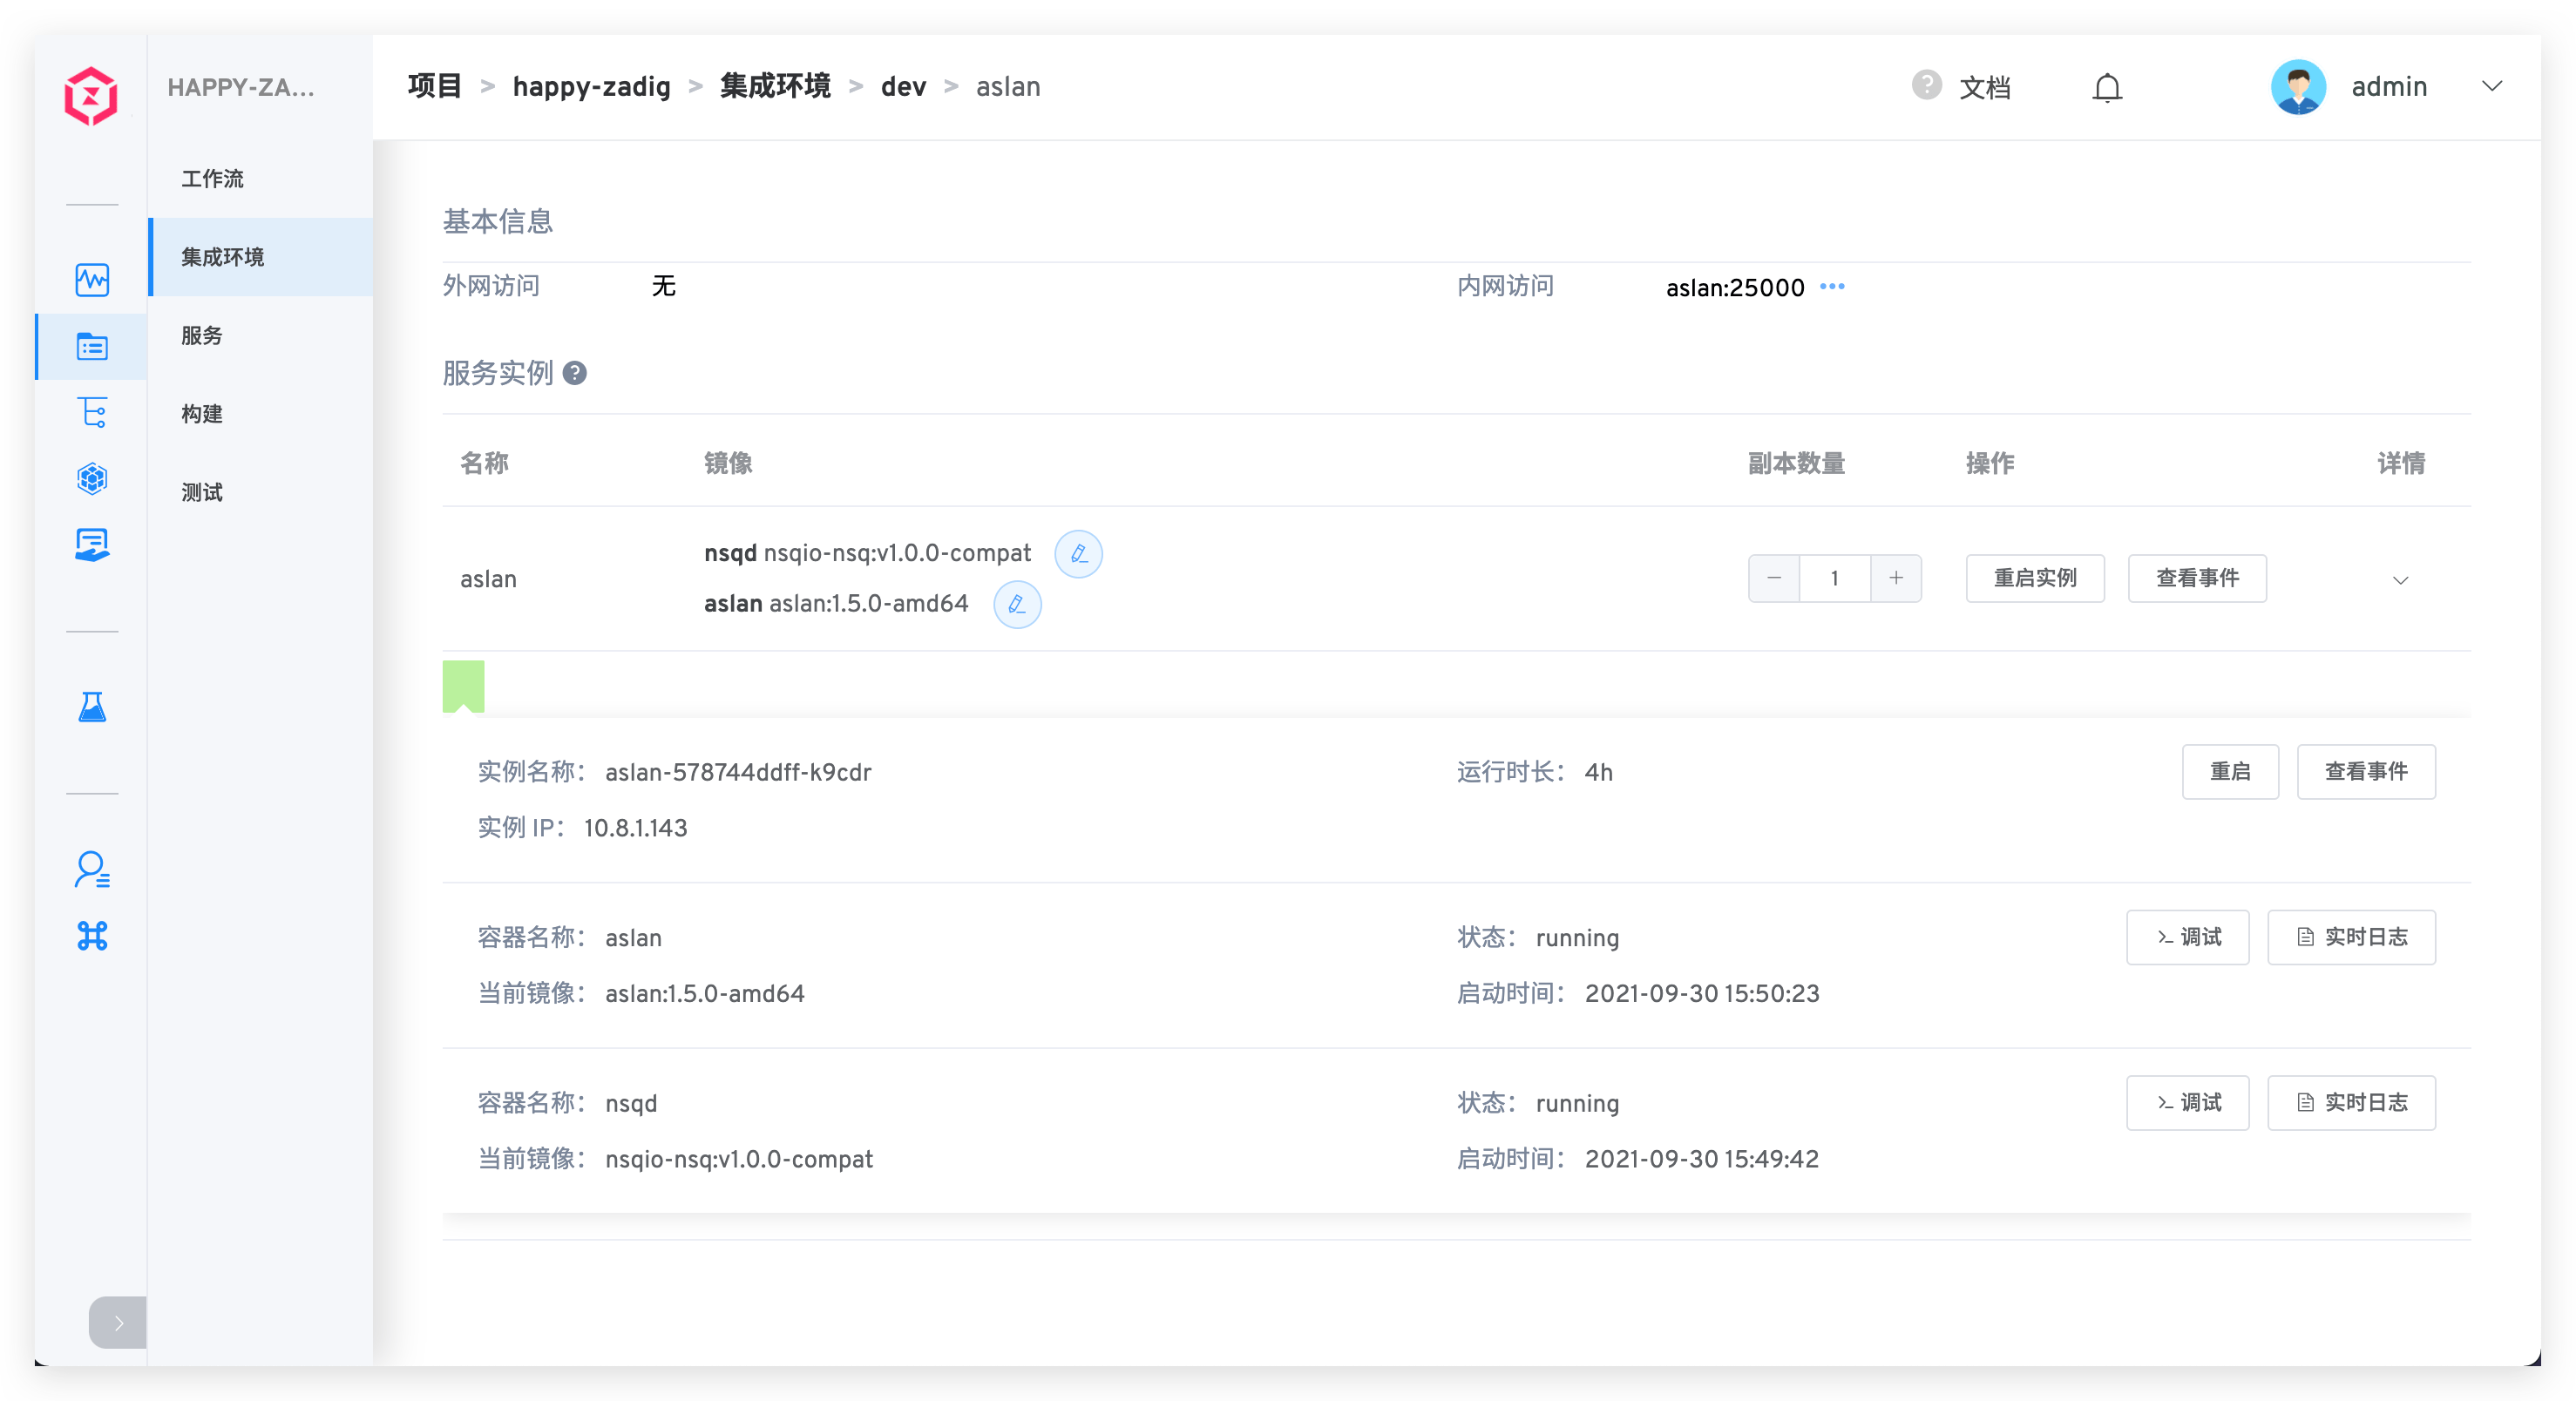 HAPPY-ZA...
工作流
集成环境
服务
构建
测试
项目 > happy-zadig > 集成环境 > dev > aslan
? 文档
admin
基本信息
外网访问 无 内网访问 aslan:25000 •••
服务实例 ?
名称 镜像 副本数量 操作 详情
aslan
nsqd nsqio-nsq:v1.0.0-compat
aslan aslan:1.5.0-amd64
− 1 + 重启实例 查看事件
实例名称： aslan-578744ddff-k9cdr 运行时长： 4h 重启 查看事件
实例 IP： 10.8.1.143
容器名称： aslan 状态： running >_ 调试 实时日志
当前镜像： aslan:1.5.0-amd64 启动时间： 2021-09-30 15:50:23
容器名称： nsqd 状态： running >_ 调试 实时日志
当前镜像： nsqio-nsq:v1.0.0-compat 启动时间： 2021-09-30 15:49:42